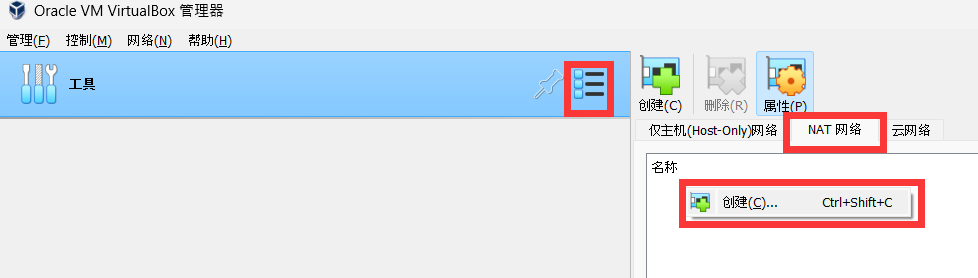 Oracle VM VirtualBox 管理器
管理(F) 控制(M) 网络(N) 帮助(H)
工具
创建(C) 删除(R) 属性(P)
仅主机(Host-Only)网络 NAT 网络 云网络
名称
创建(C)... Ctrl+Shift+C